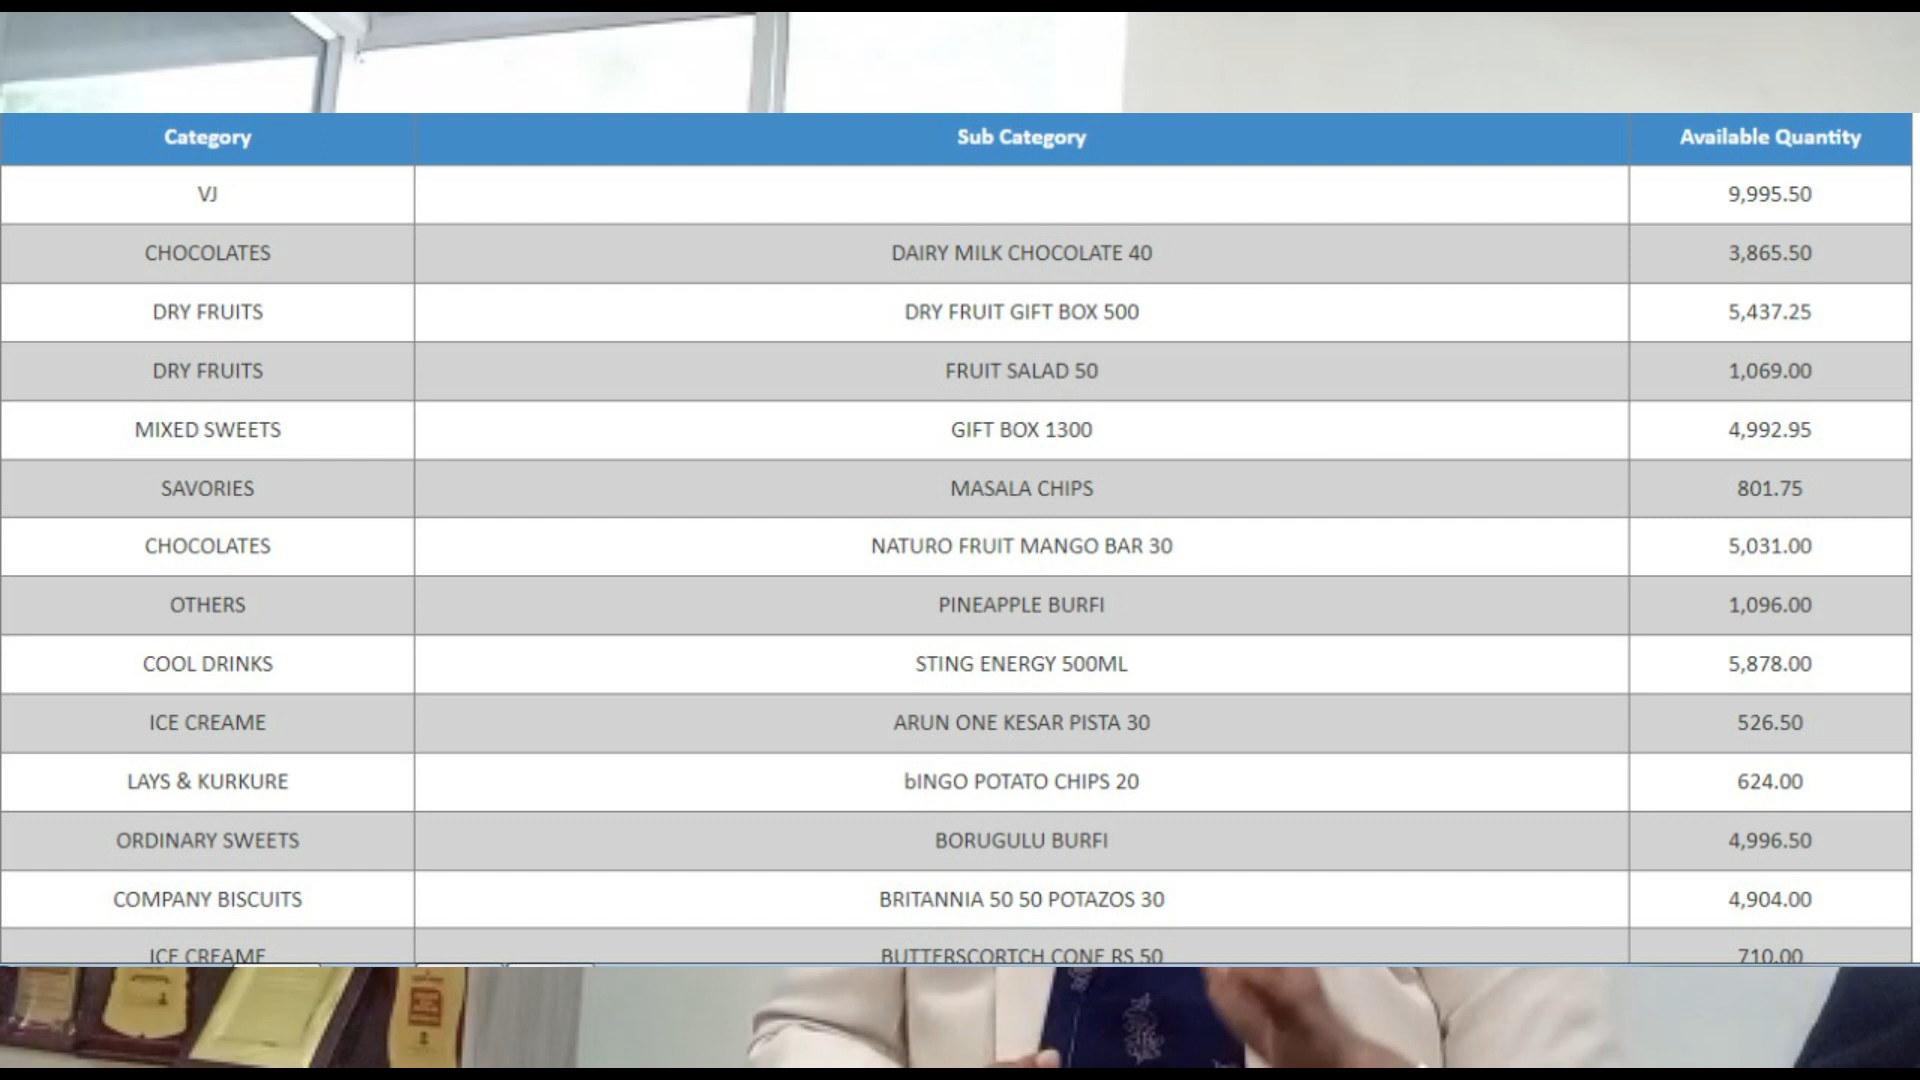 Category Sub Category Available Quantity
VJ 9,995.50
CHOCOLATES DAIRY MILK CHOCOLATE 40 3,865.50
DRY FRUITS DRY FRUIT GIFT BOX 500 5,437.25
DRY FRUITS FRUIT SALAD 50 1,069.00
MIXED SWEETS GIFT BOX 1300 4,992.95
SAVORIES MASALA CHIPS 801.75
CHOCOLATES NATURO FRUIT MANGO BAR 30 5,031.00
OTHERS PINEAPPLE BURFI 1,096.00
COOL DRINKS STING ENERGY 500ML 5,878.00
ICE CREAME ARUN ONE KESAR PISTA 30 526.50
LAYS & KURKURE bINGO POTATO CHIPS 20 624.00
ORDINARY SWEETS BORUGULU BURFI 4,996.50
COMPANY BISCUITS BRITANNIA 50 50 POTAZOS 30 4,904.00
ICE CREAME BUTTERSCORTCH CONE RS 50 710.00